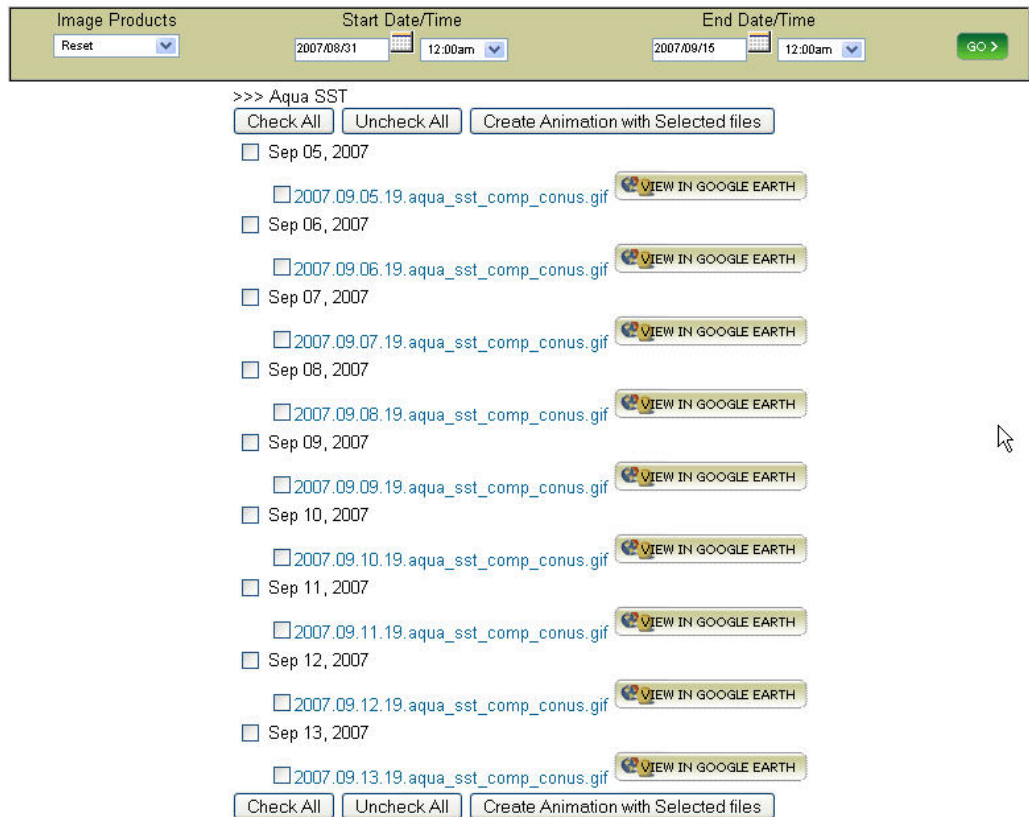 Image Products Start Date/Time End Date/Time
Reset 2007/08/31 12:00am 2007/09/15 12:00am GO >
>>> Aqua SST
Check All Uncheck All Create Animation with Selected files
Sep 05, 2007
2007.09.05.19.aqua_sst_comp_conus.gif VIEW IN GOOGLE EARTH
Sep 06, 2007
2007.09.06.19.aqua_sst_comp_conus.gif VIEW IN GOOGLE EARTH
Sep 07, 2007
2007.09.07.19.aqua_sst_comp_conus.gif VIEW IN GOOGLE EARTH
Sep 08, 2007
2007.09.08.19.aqua_sst_comp_conus.gif VIEW IN GOOGLE EARTH
Sep 09, 2007
2007.09.09.19.aqua_sst_comp_conus.gif VIEW IN GOOGLE EARTH
Sep 10, 2007
2007.09.10.19.aqua_sst_comp_conus.gif VIEW IN GOOGLE EARTH
Sep 11, 2007
2007.09.11.19.aqua_sst_comp_conus.gif VIEW IN GOOGLE EARTH
Sep 12, 2007
2007.09.12.19.aqua_sst_comp_conus.gif VIEW IN GOOGLE EARTH
Sep 13, 2007
2007.09.13.19.aqua_sst_comp_conus.gif VIEW IN GOOGLE EARTH
Check All Uncheck All Create Animation with Selected files